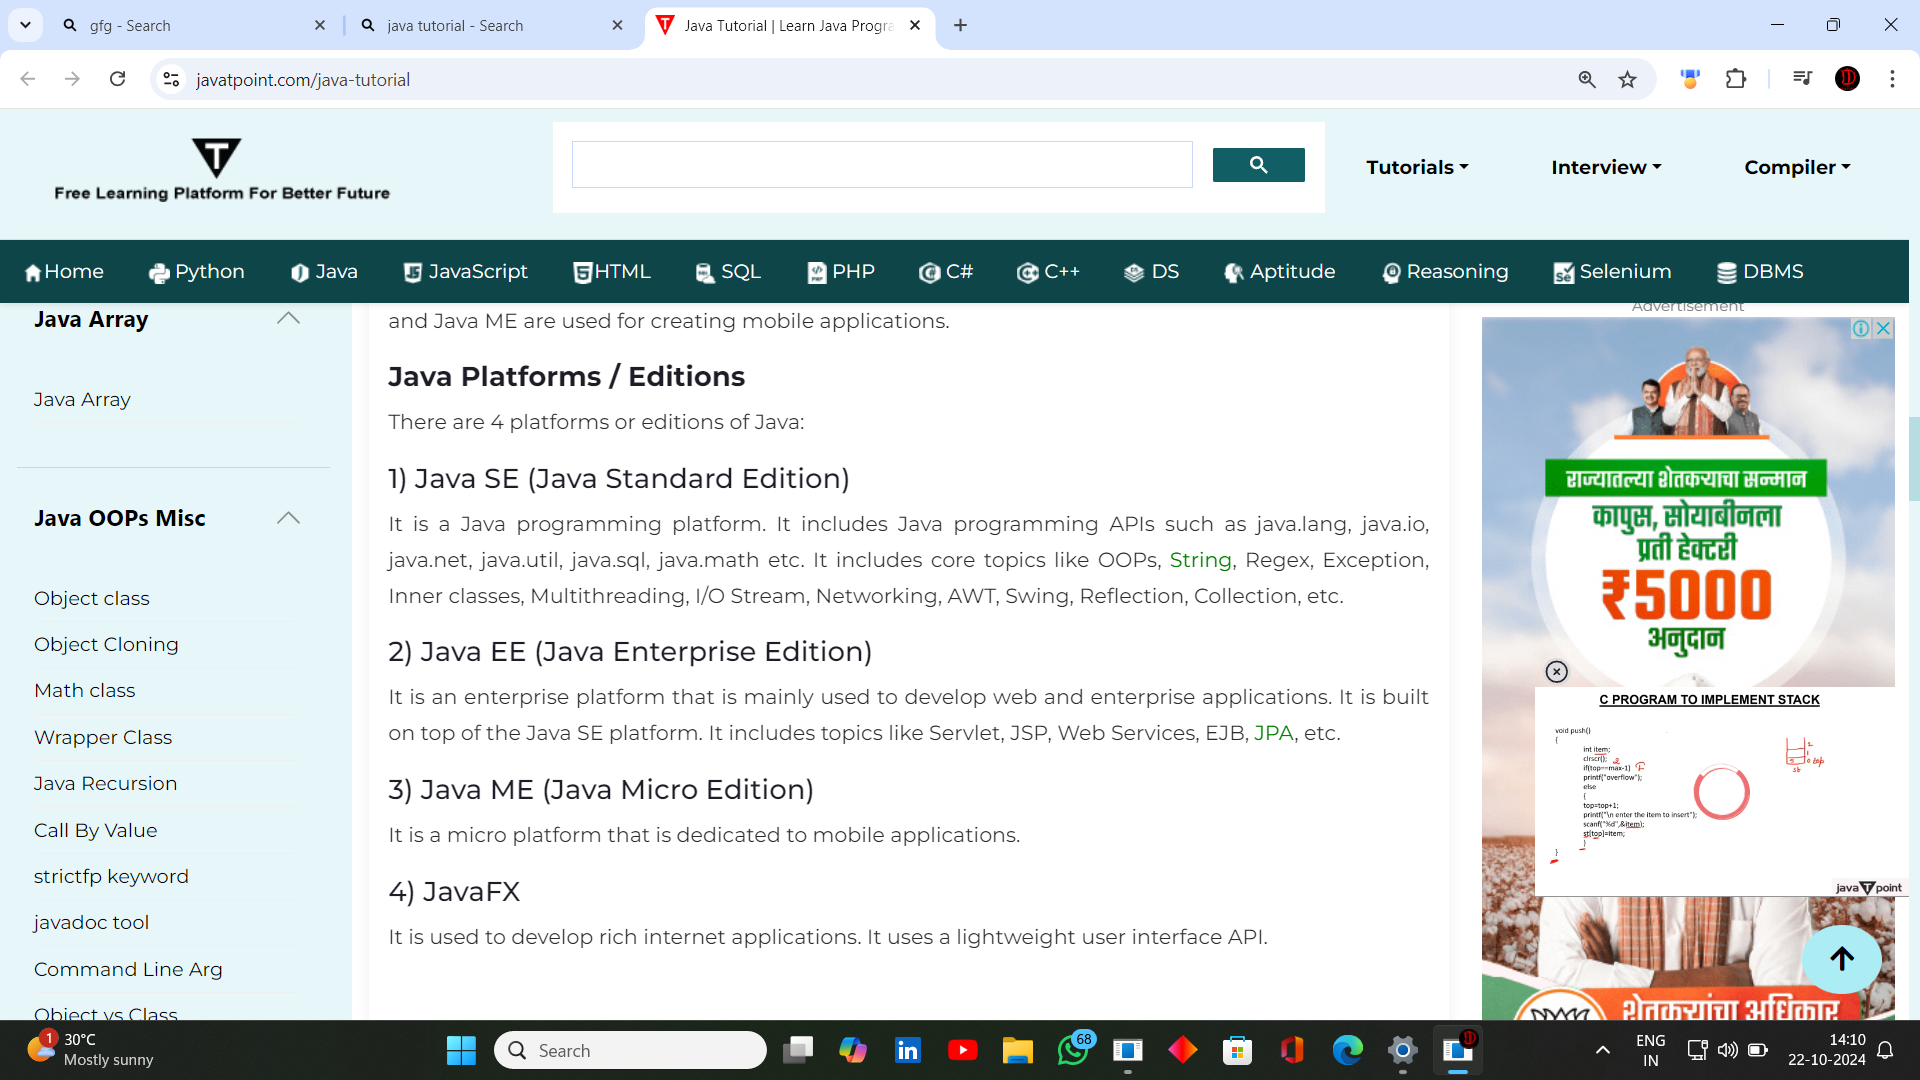 gfg - Search
java tutorial - Search
Java Tutorial | Learn Java Progra
javatpoint.com/java-tutorial
T
Free Learning Platform For Better Future
Tutorials
Interview
Compiler
Home
Python
Java
JavaScript
HTML
SQL
PHP
C#
C++
DS
Aptitude
Reasoning
Selenium
DBMS
Java Array
Java Array
Java OOPs Misc
Object class
Object Cloning
Math class
Wrapper Class
Java Recursion
Call By Value
strictfp keyword
javadoc tool
Command Line Arg
Object vs Class
and Java ME are used for creating mobile applications.
Java Platforms / Editions
There are 4 platforms or editions of Java:
1) Java SE (Java Standard Edition)
It is a Java programming platform. It includes Java programming APIs such as java.lang, java.io,
java.net, java.util, java.sql, java.math etc. It includes core topics like OOPs, String, Regex, Exception,
Inner classes, Multithreading, I/O Stream, Networking, AWT, Swing, Reflection, Collection, etc.
2) Java EE (Java Enterprise Edition)
It is an enterprise platform that is mainly used to develop web and enterprise applications. It is built
on top of the Java SE platform. It includes topics like Servlet, JSP, Web Services, EJB, JPA, etc.
3) Java ME (Java Micro Edition)
It is a micro platform that is dedicated to mobile applications.
4) JavaFX
It is used to develop rich internet applications. It uses a lightweight user interface API.
Advertisement
राज्यातल्या शेतकऱ्याचा सन्मान
कापुस, सोयाबीनला
प्रती हेक्टरी
₹5000
अनुदान
C PROGRAM TO IMPLEMENT STACK
void push()
{
int item;
clrscr();
if(top==max-1)
printf("overflow");
else
{
top=top+1;
printf("\n enter the item to insert");
scanf("%d",&item);
st[top]=item;
}
}
2
F
2
1
0 top
st
java T point
शेतकऱ्यांचा अधिकार
1
30°C
Mostly sunny
Search
68
ENG
IN
14:10
22-10-2024